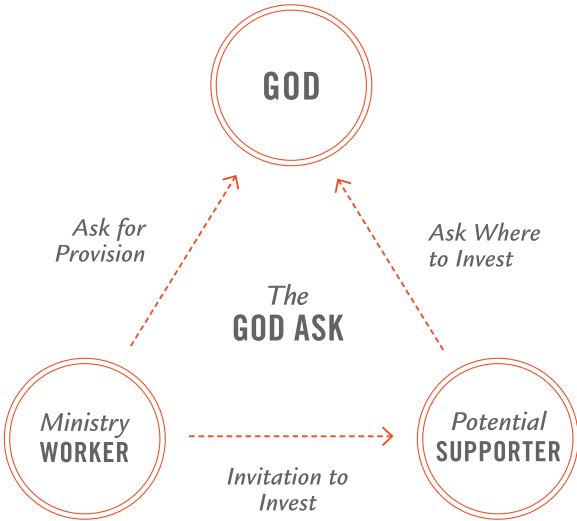 GOD
Ask for
Provision
Ask Where
to Invest
The
GOD ASK
Ministry
WORKER
Potential
SUPPORTER
Invitation to
Invest